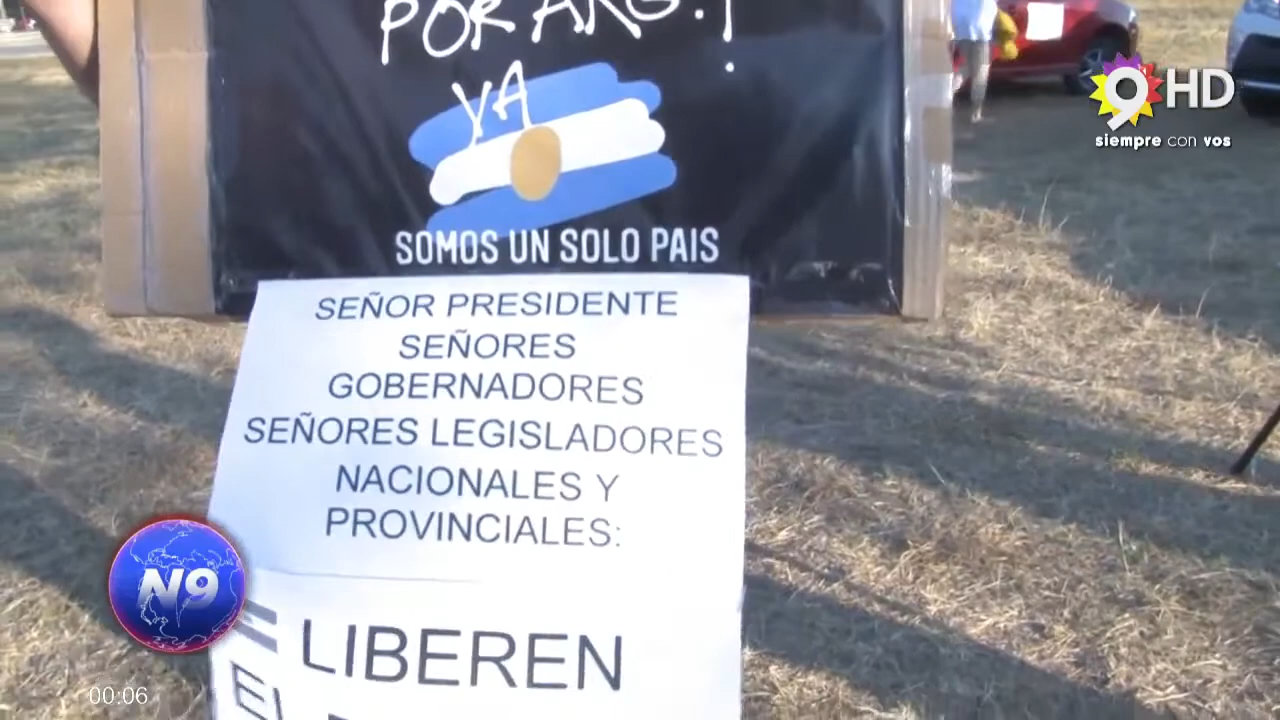 POR ARG.!
YA
SOMOS UN SOLO PAIS
SEÑOR PRESIDENTE
SEÑORES
GOBERNADORES
SEÑORES LEGISLADORES
NACIONALES Y
PROVINCIALES:
LIBEREN
9 HD
siempre con vos
N9
00:06